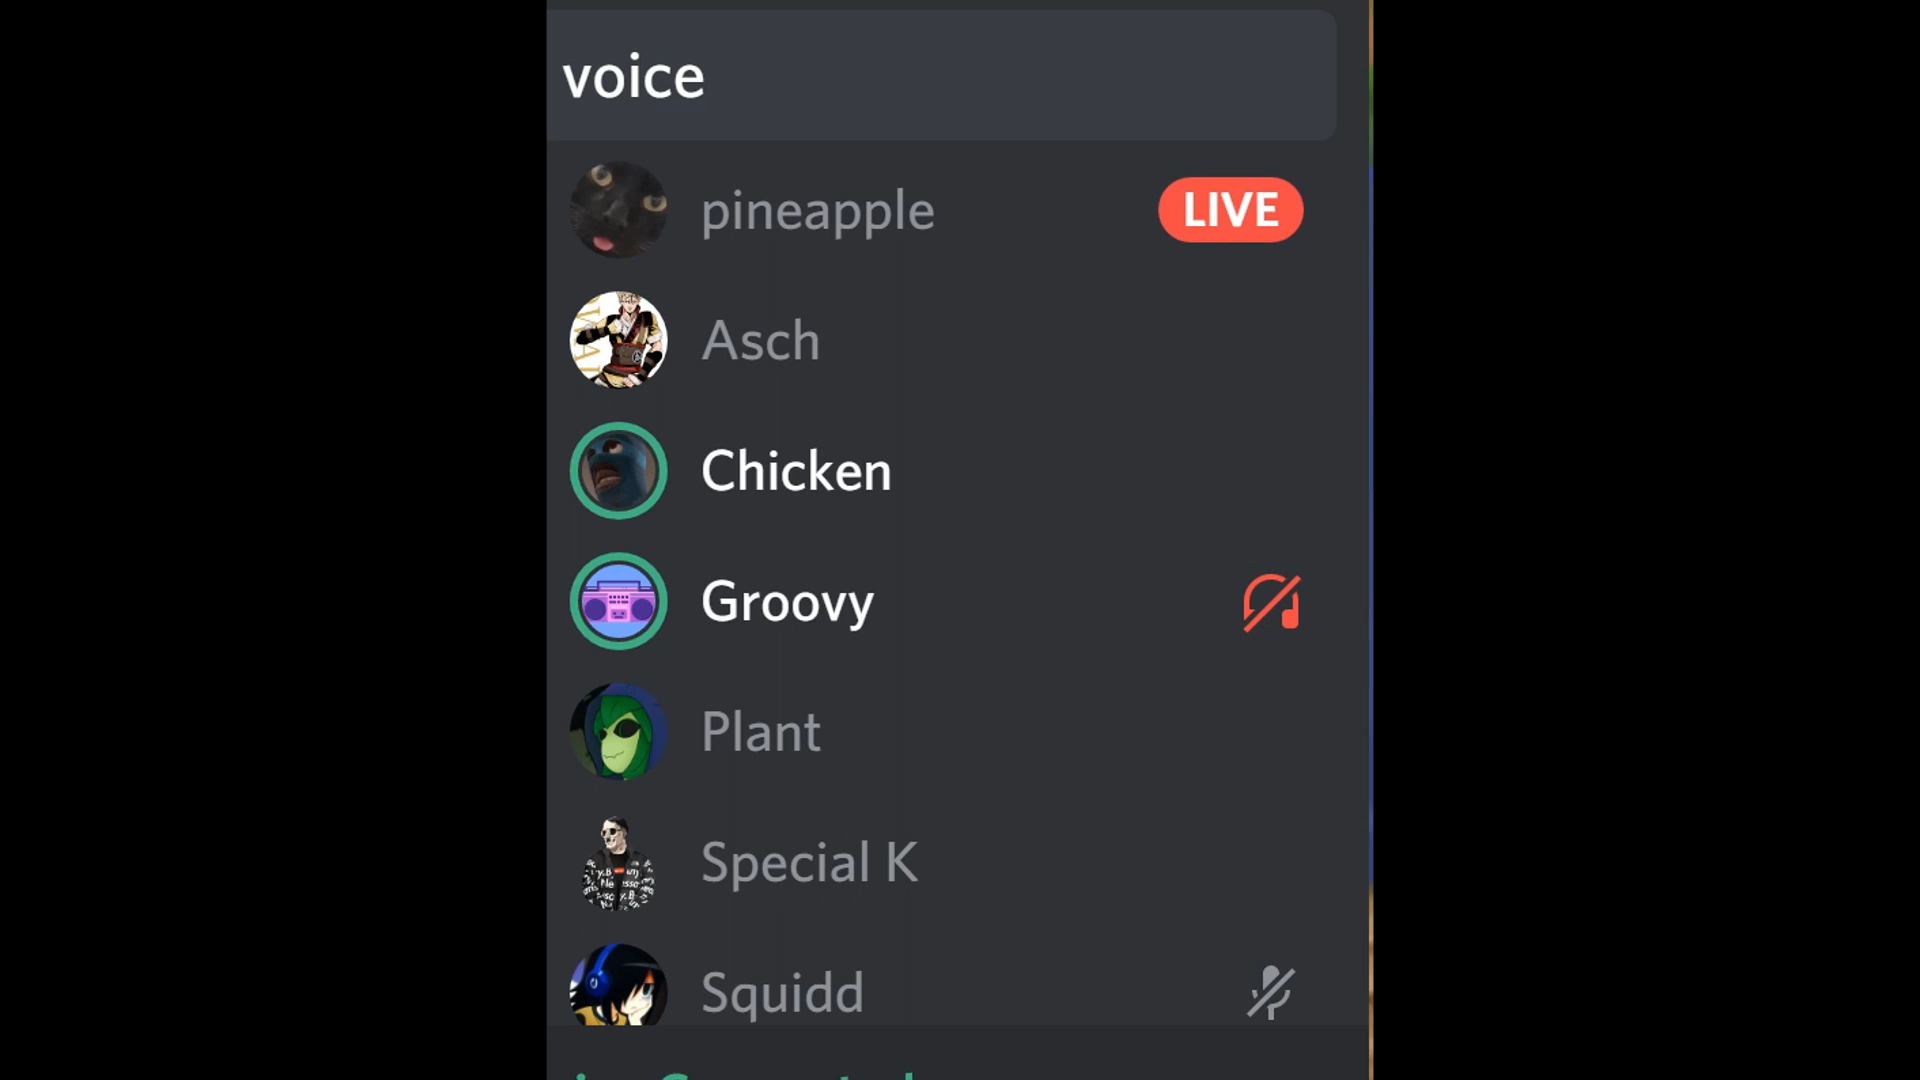 voice
pineapple LIVE
Asch
Chicken
Groovy
Plant
Special K
Squidd